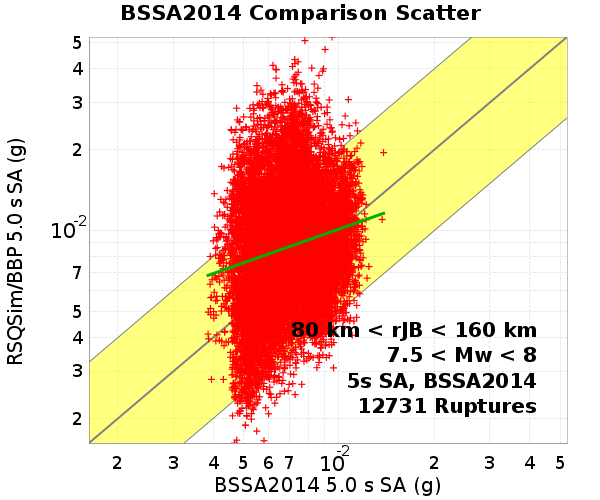 BSSA2014 Comparison Scatter
RSQSim/BBP 5.0 s SA (g)
5
4
3
2
10-2
7
5
4
3
2
80 km < rJB < 160 km
7.5 < Mw < 8
5s SA, BSSA2014
12731 Ruptures
2 3 4 5 6 7 10-2 2 3 4 5
BSSA2014 5.0 s SA (g)